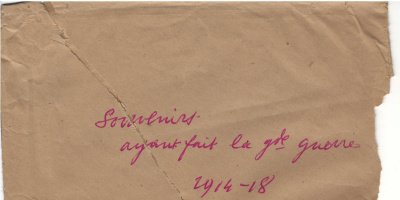 Souvenirs.
ayant fait la gde guerre
1914-18